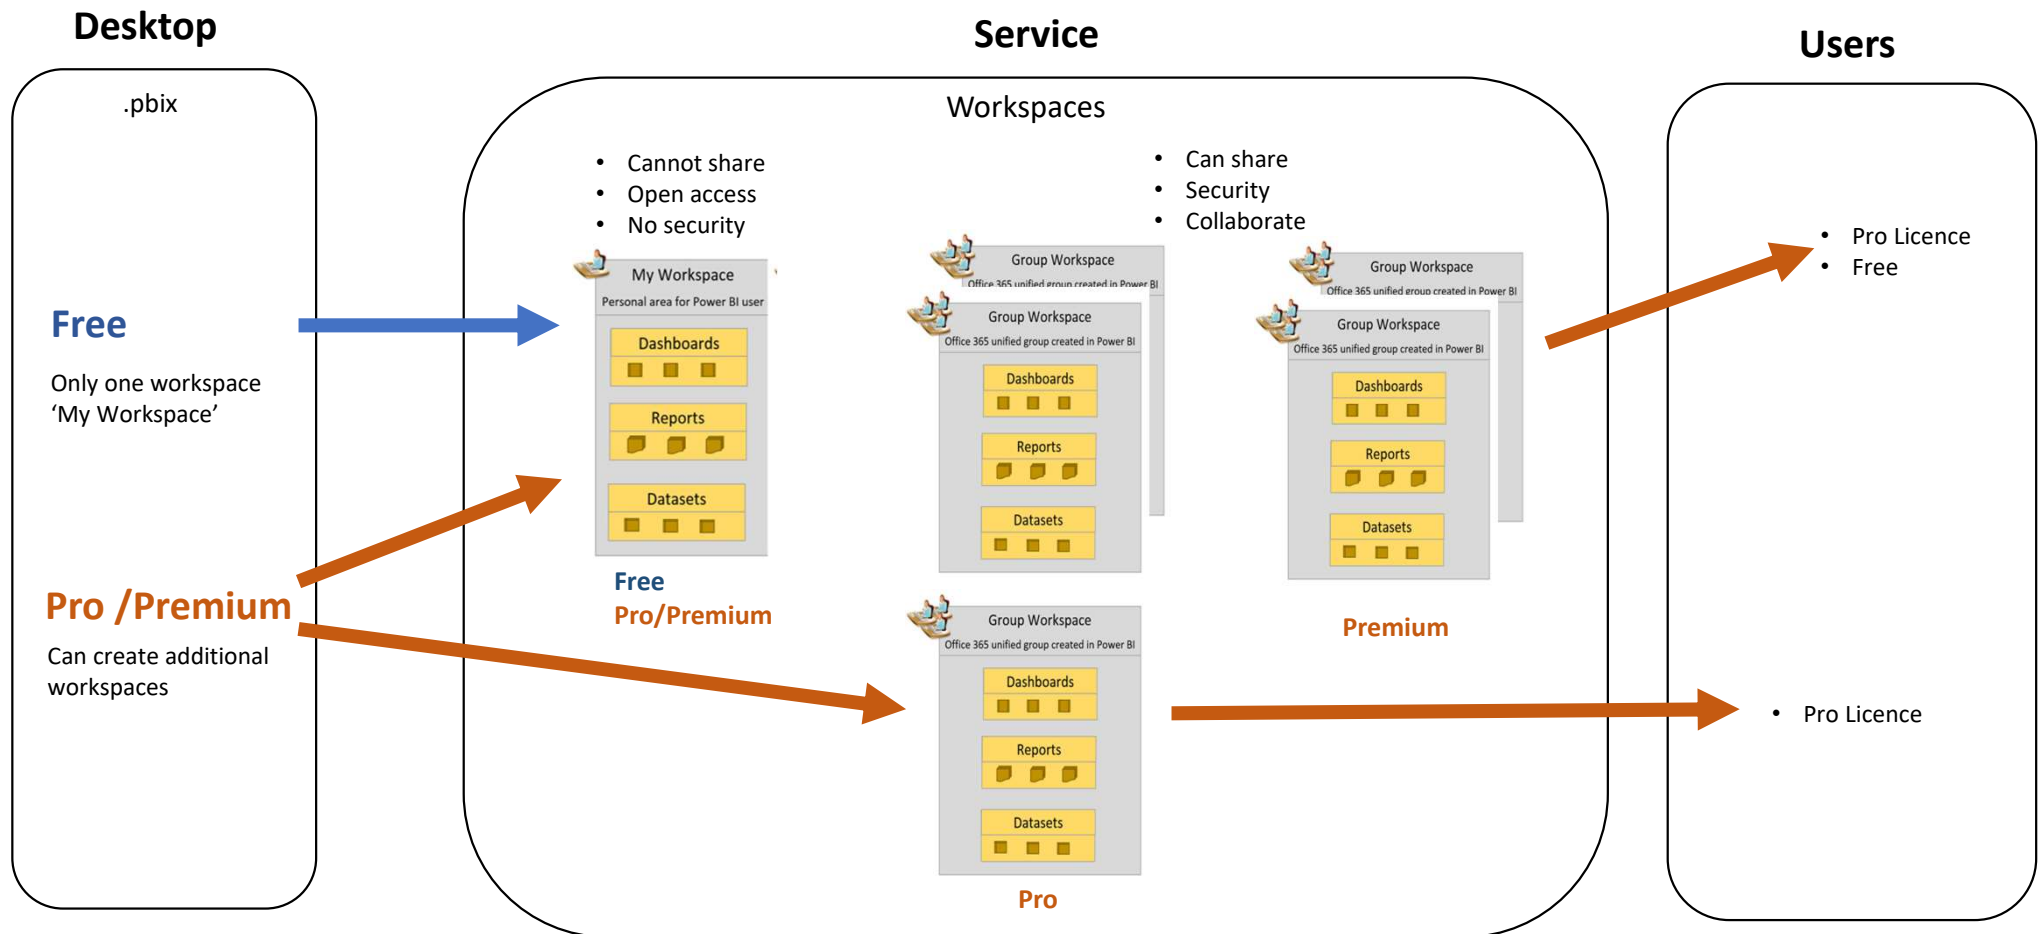 Desktop
Service
Users
.pbix
Workspaces
• Cannot share
• Open access
• No security
• Can share
• Security
• Collaborate
Free
Only one workspace
‘My Workspace’
Pro /Premium
Can create additional
workspaces
My Workspace
Personal area for Power BI user
Dashboards
Reports
Datasets
Free
Pro/Premium
Group Workspace
Office 365 unified group created in Power BI
Group Workspace
Office 365 unified group created in Power BI
Dashboards
Reports
Datasets
Group Workspace
Office 365 unified group created in Power BI
Dashboards
Reports
Datasets
Pro
Group Workspace
Office 365 unified group created in Power BI
Group Workspace
Office 365 unified group created in Power BI
Dashboards
Reports
Datasets
Premium
• Pro Licence
• Free
• Pro Licence